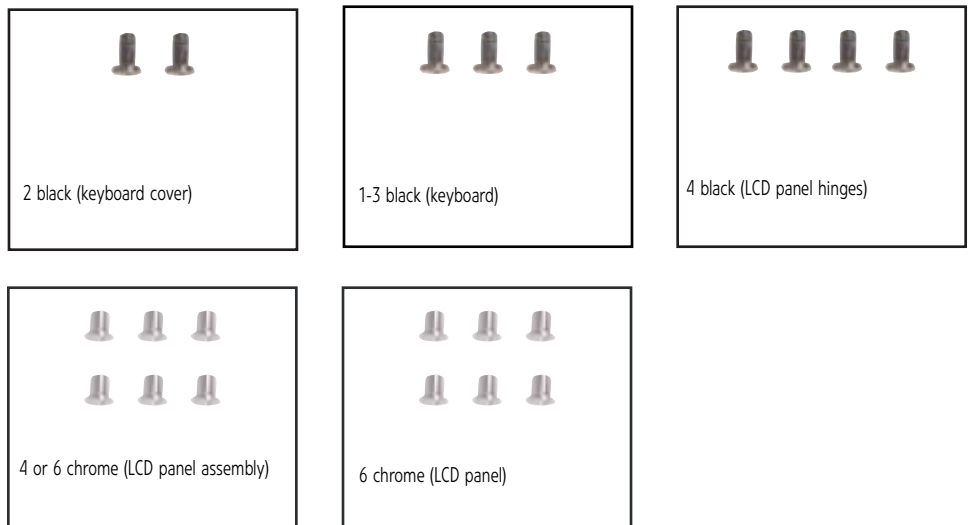 2 black (keyboard cover)
1-3 black (keyboard)
4 black (LCD panel hinges)
4 or 6 chrome (LCD panel assembly)
6 chrome (LCD panel)